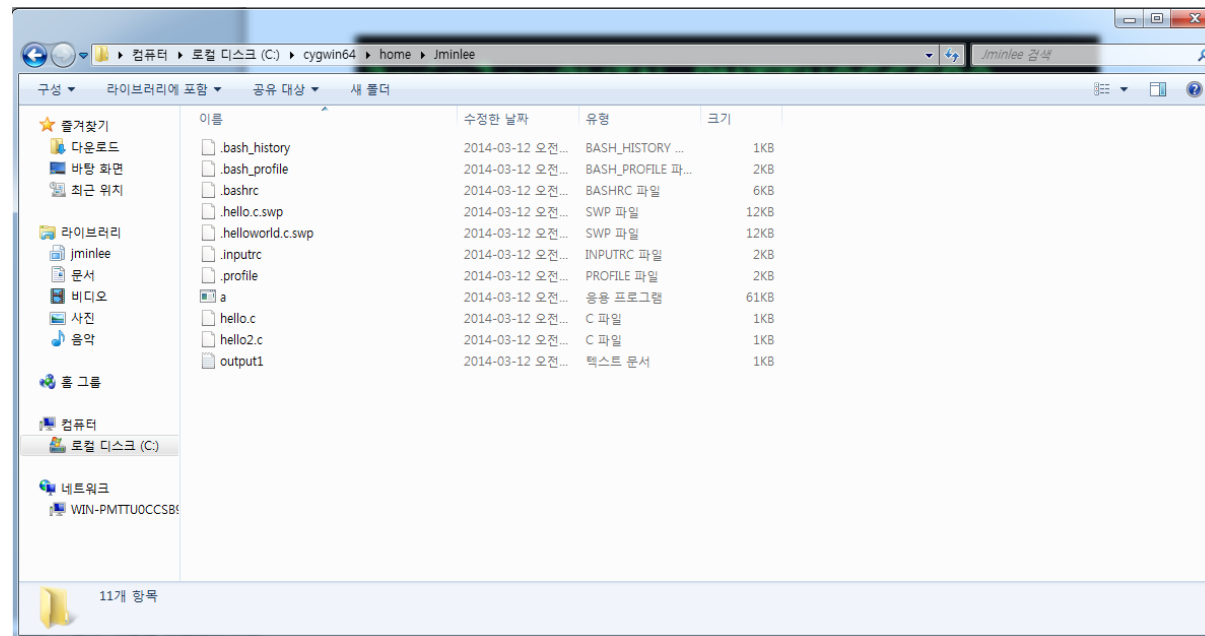 컴퓨터 ▸ 로컬 디스크 (C:) ▸ cygwin64 ▸ home ▸ Jminlee
Jminlee 검색
구성 라이브러리에 포함 공유 대상 새 폴더
즐겨찾기
다운로드
바탕 화면
최근 위치
라이브러리
jminlee
문서
비디오
사진
음악
홈 그룹
컴퓨터
로컬 디스크 (C:)
네트워크
WIN-PMTTU0CCSB9
이름 수정한 날짜 유형 크기
.bash_history 2014-03-12 오전... BASH_HISTORY ... 1KB
.bash_profile 2014-03-12 오전... BASH_PROFILE 파... 2KB
.bashrc 2014-03-12 오전... BASHRC 파일 6KB
.hello.c.swp 2014-03-12 오전... SWP 파일 12KB
.helloworld.c.swp 2014-03-12 오전... SWP 파일 12KB
.inputrc 2014-03-12 오전... INPUTRC 파일 2KB
.profile 2014-03-12 오전... PROFILE 파일 2KB
a 2014-03-12 오전... 응용 프로그램 61KB
hello.c 2014-03-12 오전... C 파일 1KB
hello2.c 2014-03-12 오전... C 파일 1KB
output1 2014-03-12 오전... 텍스트 문서 1KB
11개 항목